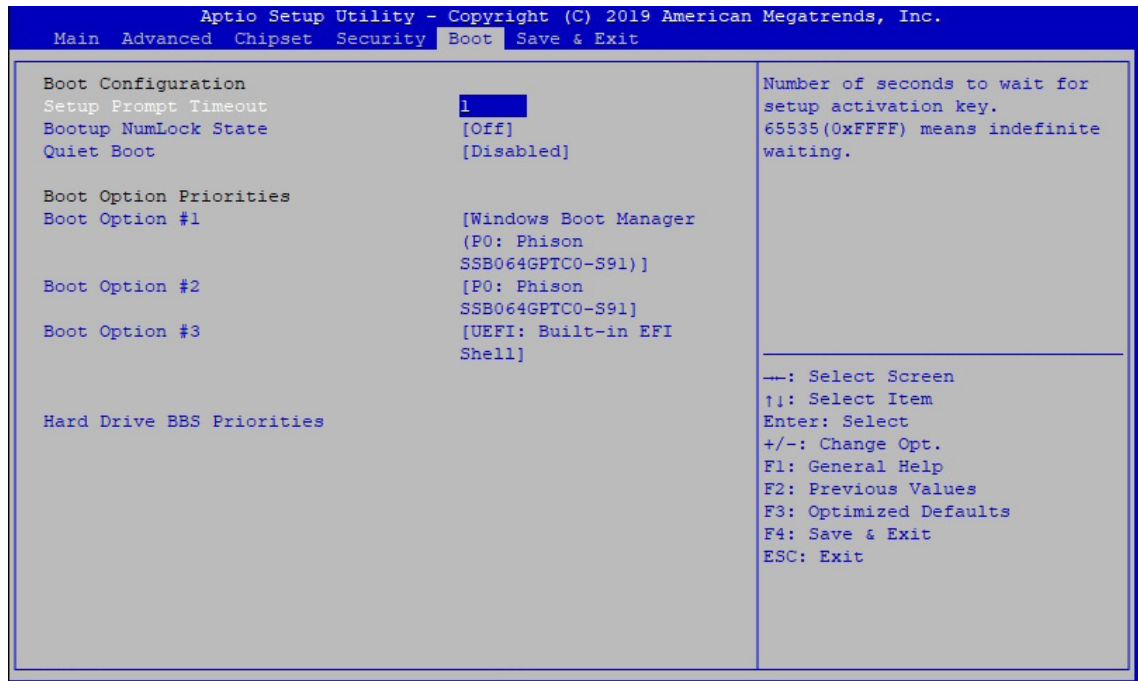 Aptio Setup Utility - Copyright (C) 2019 American Megatrends, Inc.
Main Advanced Chipset Security Boot Save & Exit
Boot Configuration
Setup Prompt Timeout 1
Bootup NumLock State [Off]
Quiet Boot [Disabled]
Boot Option Priorities
Boot Option #1 [Windows Boot Manager
(P0: Phison
SSB064GPTC0-S91)]
Boot Option #2 [P0: Phison
SSB064GPTC0-S91]
Boot Option #3 [UEFI: Built-in EFI
Shell]
Hard Drive BBS Priorities
Number of seconds to wait for
setup activation key.
65535(0xFFFF) means indefinite
waiting.
→←: Select Screen
↑↓: Select Item
Enter: Select
+/-: Change Opt.
F1: General Help
F2: Previous Values
F3: Optimized Defaults
F4: Save & Exit
ESC: Exit